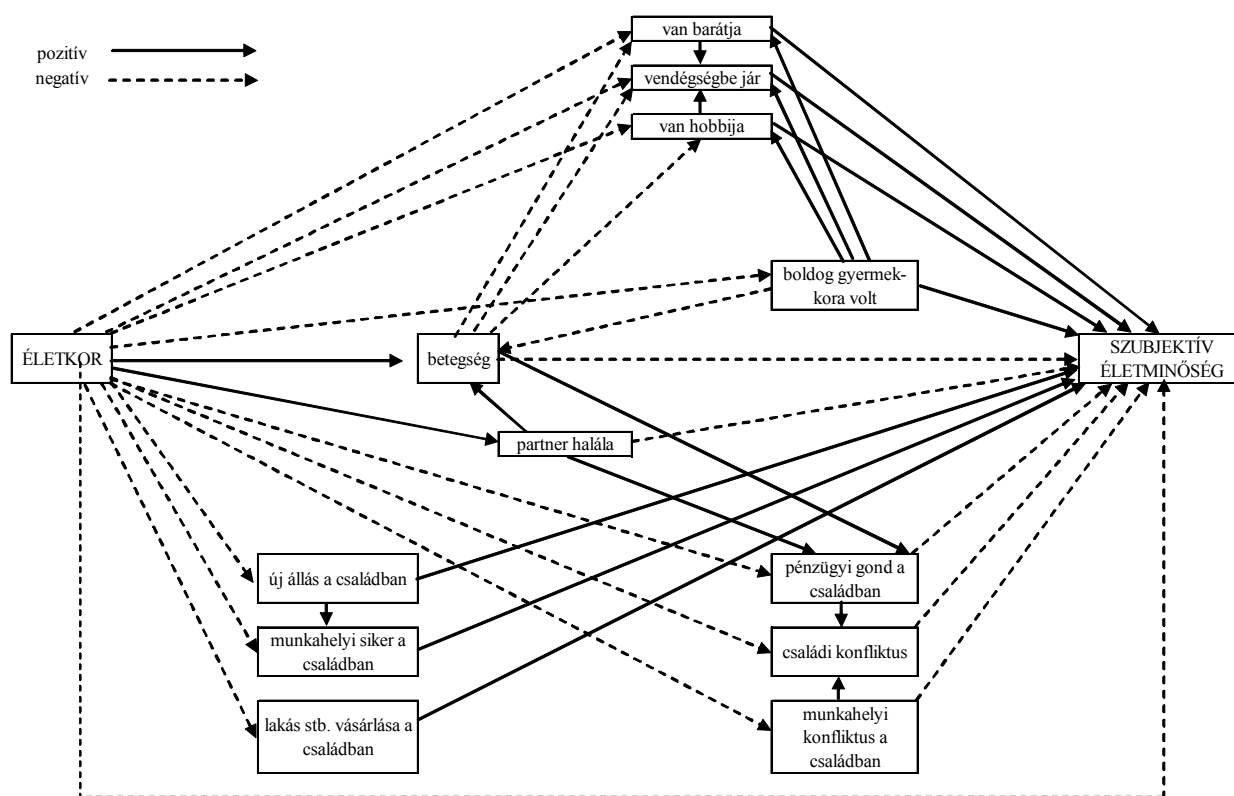 pozitív
negatív
van barátja
vendégségbe jár
van hobbija
boldog gyermek-
kora volt
ÉLETKOR
betegség
SZUBJEKTÍV
ÉLETMINŐSÉG
partner halála
új állás a családban
pénzügyi gond a
családban
munkahelyi siker a
családban
családi konfliktus
lakás stb. vásárlása a
családban
munkahelyi
konfliktus a
családban